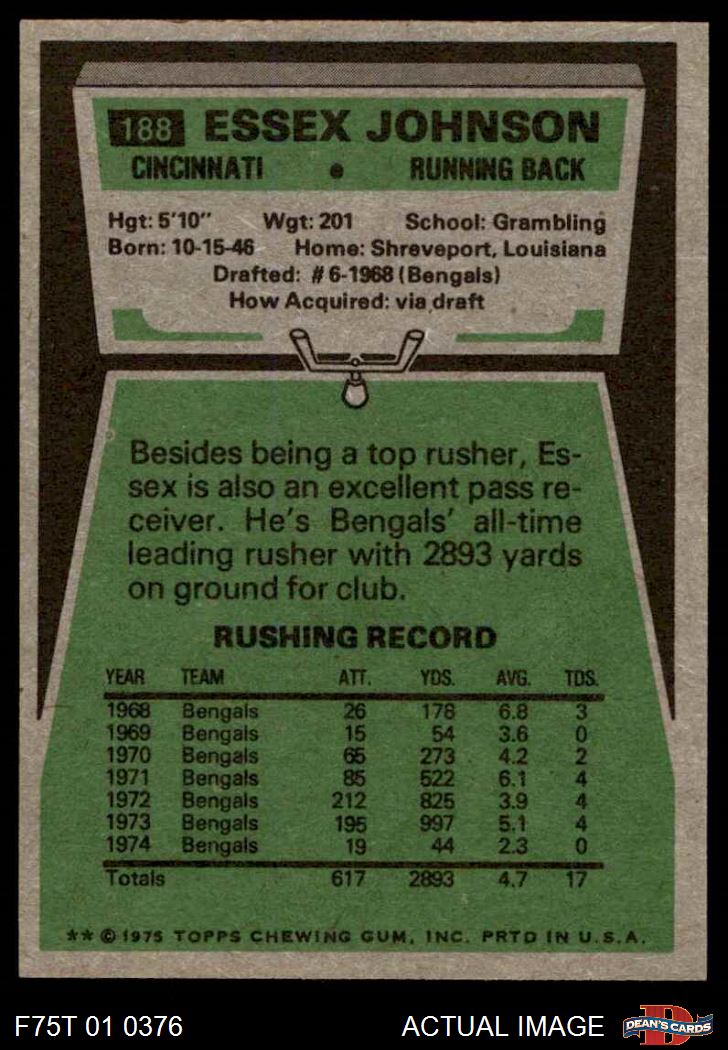 188 ESSEX JOHNSON
CINCINNATI • RUNNING BACK
Hgt: 5'10" Wgt: 201 School: Grambling
Born: 10-15-46 Home: Shreveport, Louisiana
Drafted: #6-1968 (Bengals)
How Acquired: via draft
Besides being a top rusher, Es-
sex is also an excellent pass re-
ceiver. He's Bengals' all-time
leading rusher with 2893 yards
on ground for club.
RUSHING RECORD
YEAR TEAM ATT. YDS. AVG. TDS.
1968 Bengals 26 178 6.8 3
1969 Bengals 15 54 3.6 0
1970 Bengals 65 273 4.2 2
1971 Bengals 85 522 6.1 4
1972 Bengals 212 825 3.9 4
1973 Bengals 195 997 5.1 4
1974 Bengals 19 44 2.3 0
Totals 617 2893 4.7 17
** © 1975 TOPPS CHEWING GUM, INC. PRTD IN U.S.A.
F75T 01 0376 ACTUAL IMAGE D DEAN'S CARDS